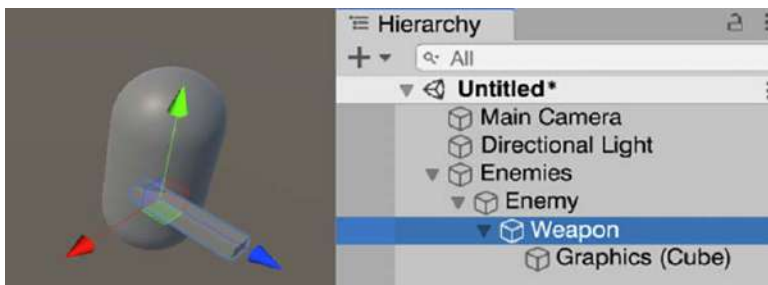 Hierarchy
All
Untitled*
Main Camera
Directional Light
Enemies
Enemy
Weapon
Graphics (Cube)